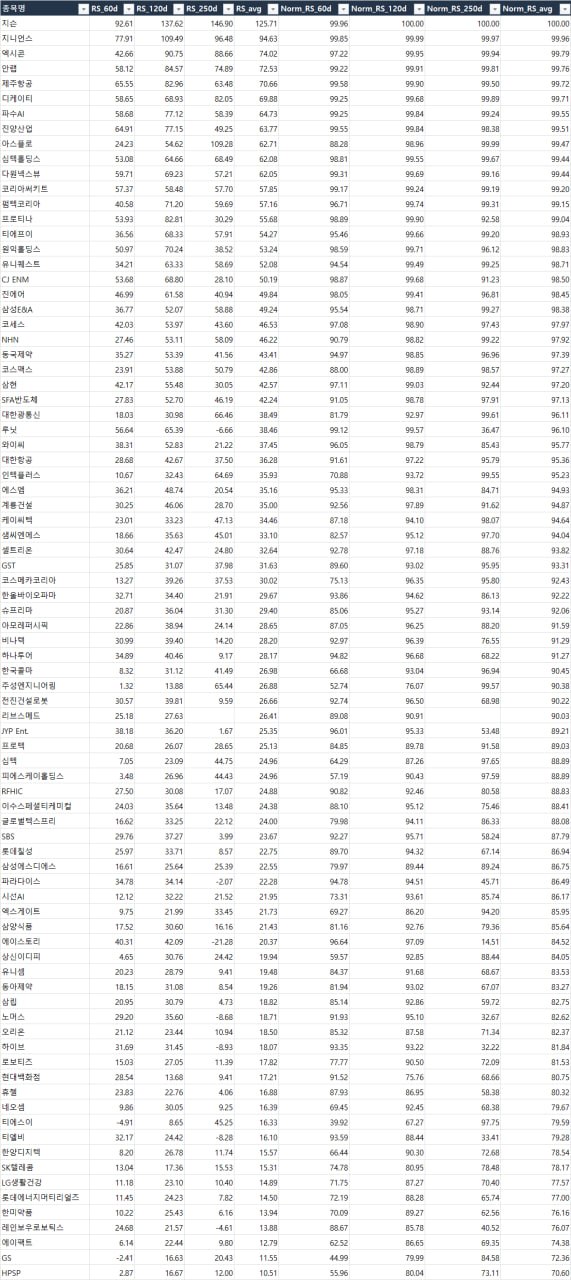 종목명 RS_60d RS_120d RS_250d RS_avg Norm_RS_60d Norm_RS_120d Norm_RS_250d Norm_RS_avg
지슨 92.61 137.62 146.90 125.71 99.96 100.00 100.00 100.00
지니언스 77.91 109.49 96.48 94.63 99.85 99.99 99.97 99.96
엑시콘 42.66 90.75 88.66 74.02 97.22 99.95 99.94 99.79
안랩 58.12 84.57 74.89 72.53 99.22 99.91 99.81 99.76
제주항공 65.55 82.96 63.48 70.66 99.58 99.90 99.50 99.72
디케이티 58.65 68.93 82.05 69.88 99.25 99.68 99.89 99.71
파수AI 58.68 77.12 58.39 64.73 99.25 99.84 99.24 99.55
진양산업 64.91 77.15 49.25 63.77 99.55 99.84 98.38 99.51
아스플로 24.23 54.62 109.28 62.71 88.28 98.96 99.99 99.47
심텍홀딩스 53.08 64.66 68.49 62.08 98.81 99.55 99.67 99.44
다원넥스뷰 59.71 69.23 57.21 62.05 99.31 99.69 99.16 99.44
코리아써키트 57.37 58.48 57.70 57.85 99.17 99.24 99.19 99.20
펌텍코리아 40.58 71.20 59.69 57.16 96.71 99.74 99.31 99.15
프로티나 53.93 82.81 30.29 55.68 98.89 99.90 92.58 99.04
티에프이 36.56 68.33 57.91 54.27 95.46 99.66 99.20 98.93
원익홀딩스 50.97 70.24 38.52 53.24 98.59 99.71 96.12 98.83
유니퀘스트 34.21 63.33 58.69 52.08 94.54 99.49 99.25 98.71
CJ ENM 53.68 68.80 28.10 50.19 98.87 99.68 91.23 98.50
진에어 46.99 61.58 40.94 49.84 98.05 99.41 96.81 98.45
삼성E&A 36.77 52.07 58.88 49.24 95.54 98.71 99.27 98.38
코세스 42.03 53.97 43.60 46.53 97.08 98.90 97.43 97.97
NHN 27.46 53.11 58.09 46.22 90.79 98.82 99.22 97.92
동국제약 35.27 53.39 41.56 43.41 94.97 98.85 96.96 97.39
코스맥스 23.91 53.88 50.79 42.86 88.00 98.89 98.57 97.27
삼현 42.17 55.48 30.05 42.57 97.11 99.03 92.44 97.20
SFA반도체 27.83 52.70 46.19 42.24 91.05 98.78 97.91 97.13
대한광통신 18.03 30.98 66.46 38.49 81.79 92.97 99.61 96.11
루닛 56.64 65.39 -6.66 38.46 99.12 99.57 36.47 96.10
와이씨 38.31 52.83 21.22 37.45 96.05 98.79 85.43 95.77
대한항공 28.68 42.67 37.50 36.28 91.61 97.22 95.79 95.36
인텍플러스 10.67 32.43 64.69 35.93 70.88 93.72 99.55 95.23
에스엠 36.21 48.74 20.54 35.16 95.33 98.31 84.71 94.93
계룡건설 30.25 46.06 28.70 35.00 92.56 97.89 91.62 94.87
케이씨텍 23.01 33.23 47.13 34.46 87.18 94.10 98.07 94.64
샘씨엔에스 18.66 35.63 45.01 33.10 82.57 95.12 97.70 94.04
셀트리온 30.64 42.47 24.80 32.64 92.78 97.18 88.76 93.82
GST 25.85 31.07 37.98 31.63 89.60 93.02 95.95 93.31
코스메카코리아 13.27 39.26 37.53 30.02 75.13 96.35 95.80 92.43
한올바이오파마 32.71 34.40 21.91 29.67 93.86 94.62 86.13 92.22
슈프리마 20.87 36.04 31.30 29.40 85.06 95.27 93.14 92.06
아모레퍼시픽 22.86 38.94 24.14 28.65 87.05 96.25 88.20 91.59
비나텍 30.99 39.40 14.20 28.20 92.97 96.39 76.55 91.29
하나투어 34.89 40.46 9.17 28.17 94.82 96.68 68.22 91.27
한국콜마 8.32 31.12 41.49 26.98 66.68 93.04 96.94 90.45
주성엔지니어링 1.32 13.88 65.44 26.88 52.74 76.07 99.57 90.38
전진건설로봇 30.57 39.81 9.59 26.66 92.74 96.50 68.98 90.22
리브스메드 25.18 27.63 26.41 89.08 90.91 90.03
JYP Ent. 38.18 36.20 1.67 25.35 96.01 95.33 53.48 89.21
프로텍 20.68 26.07 28.65 25.13 84.85 89.78 91.58 89.03
심텍 7.05 23.09 44.75 24.96 64.29 87.26 97.65 88.89
피에스케이홀딩스 3.48 26.96 44.43 24.96 57.19 90.43 97.59 88.89
RFHIC 27.50 30.08 17.07 24.88 90.82 92.46 80.58 88.83
이수스페셜티케미컬 24.03 35.64 13.48 24.38 88.10 95.12 75.46 88.41
글로벌텍스프리 16.62 33.25 22.12 24.00 79.98 94.11 86.33 88.08
SBS 29.76 37.27 3.99 23.67 92.27 95.71 58.24 87.79
롯데칠성 25.97 33.71 8.57 22.75 89.70 94.32 67.14 86.94
삼성에스디에스 16.61 25.64 25.39 22.55 79.97 89.44 89.24 86.75
파라다이스 34.78 34.14 -2.07 22.28 94.78 94.51 45.71 86.49
시선AI 12.12 32.22 21.52 21.95 73.31 93.61 85.74 86.17
엑스게이트 9.75 21.99 33.45 21.73 69.27 86.20 94.20 85.95
삼양식품 17.52 30.60 16.16 21.43 81.16 92.76 79.36 85.64
에이스토리 40.31 42.09 -21.28 20.37 96.64 97.09 14.51 84.52
상신이디피 4.65 30.76 24.42 19.94 59.57 92.85 88.44 84.05
유니셈 20.23 28.79 9.41 19.48 84.37 91.68 68.67 83.53
동아제약 18.15 31.08 8.54 19.26 81.94 93.02 67.07 83.27
삼립 20.95 30.79 4.73 18.82 85.14 92.86 59.72 82.75
노머스 29.20 35.60 -8.68 18.71 91.93 95.10 32.67 82.62
오리온 21.12 23.44 10.94 18.50 85.32 87.58 71.34 82.37
하이브 31.69 31.45 -8.93 18.07 93.35 93.22 32.22 81.84
로보티즈 15.03 27.05 11.39 17.82 77.77 90.50 72.09 81.53
현대백화점 28.54 13.68 9.41 17.21 91.52 75.76 68.66 80.75
휴젤 23.83 22.76 4.06 16.88 87.93 86.95 58.38 80.32
네오셈 9.86 30.05 9.25 16.39 69.45 92.45 68.38 79.67
티에스이 -4.91 8.65 45.25 16.33 39.92 67.27 97.75 79.59
티엘비 32.17 24.42 -8.28 16.10 93.59 88.44 33.41 79.28
한양디지텍 8.20 26.78 11.74 15.57 66.44 90.30 72.68 78.54
SK텔레콤 13.04 17.36 15.53 15.31 74.78 80.95 78.48 78.17
LG생활건강 11.18 23.10 10.40 14.89 71.75 87.27 70.40 77.57
롯데에너지머티리얼즈 11.45 24.23 7.82 14.50 72.19 88.28 65.74 77.00
한미약품 10.22 25.43 6.16 13.94 70.09 89.27 62.56 76.16
레인보우로보틱스 24.68 21.57 -4.61 13.88 88.67 85.78 40.52 76.07
에이팩트 6.14 22.44 9.80 12.79 62.52 86.65 69.35 74.38
GS -2.41 16.63 20.43 11.55 44.99 79.99 84.58 72.36
HPSP 2.87 16.67 12.00 10.51 55.96 80.04 73.11 70.60